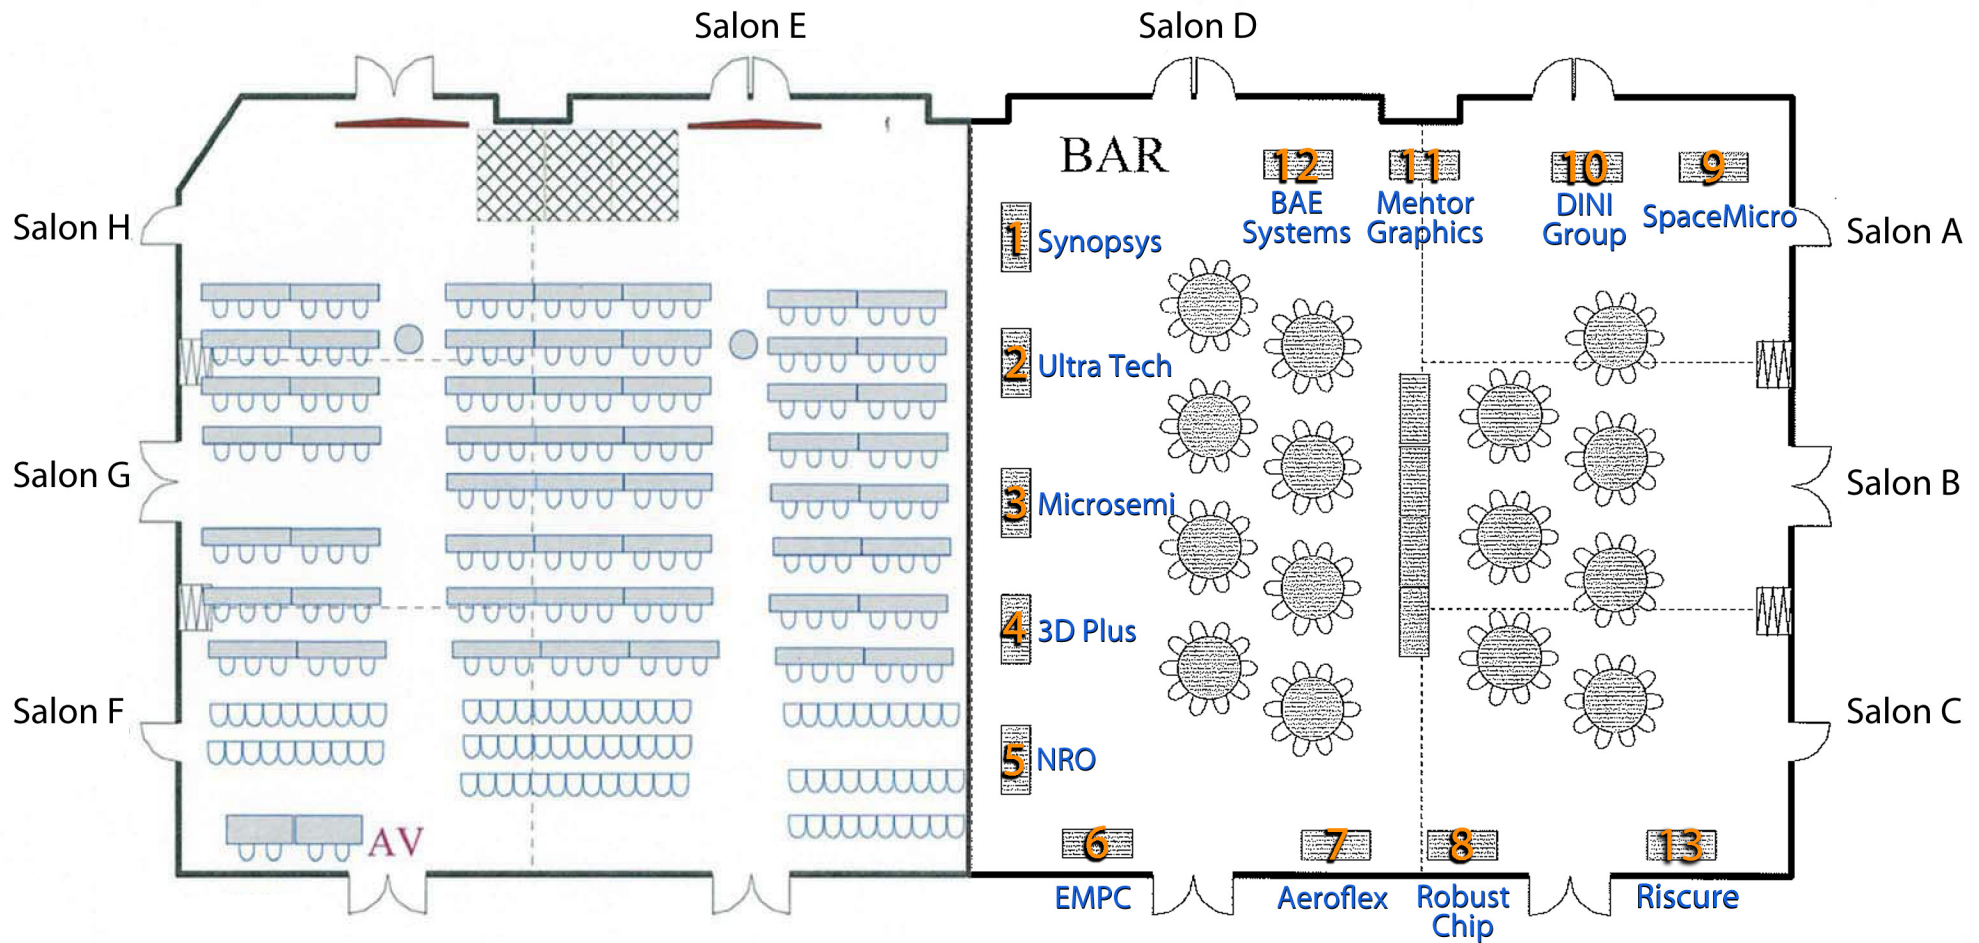 Salon E
Salon D
BAR
12
11
10
9
BAE
Systems
Mentor
Graphics
DINI
Group
SpaceMicro
Salon H
1 Synopsys
Salon A
2 Ultra Tech
Salon G
3 Microsemi
Salon B
4 3D Plus
Salon F
Salon C
5 NRO
AV
6
7
8
13
EMPC
Aeroflex
Robust
Chip
Riscure